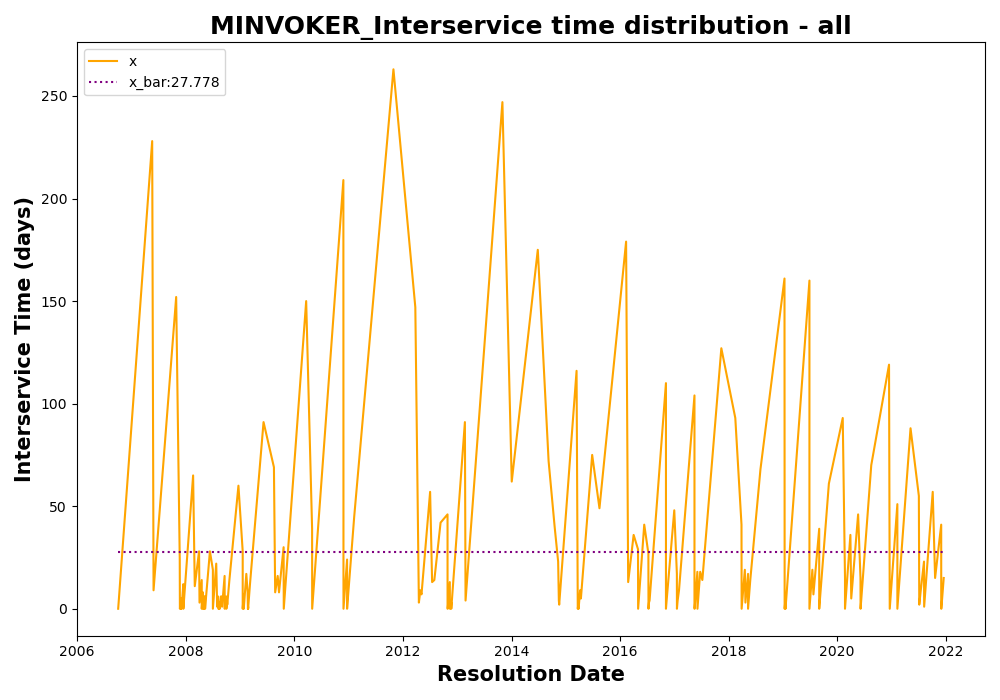 MINVOKER_Interservice time distribution - all
x
x_bar:27.778
Interservice Time (days)
250
200
150
100
50
0
2006 2008 2010 2012 2014 2016 2018 2020 2022
Resolution Date